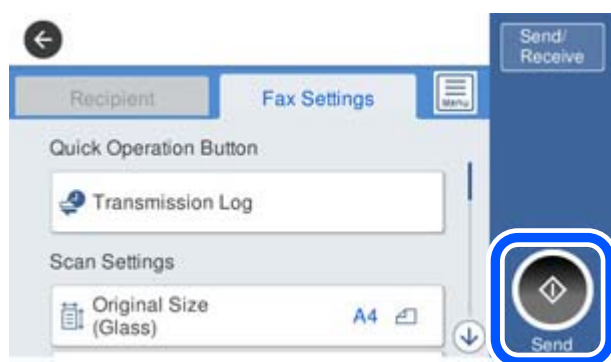 Send/
Receive
Recipient
Fax Settings
Menu
Quick Operation Button
Transmission Log
Scan Settings
Original Size
(Glass)
A4
Send